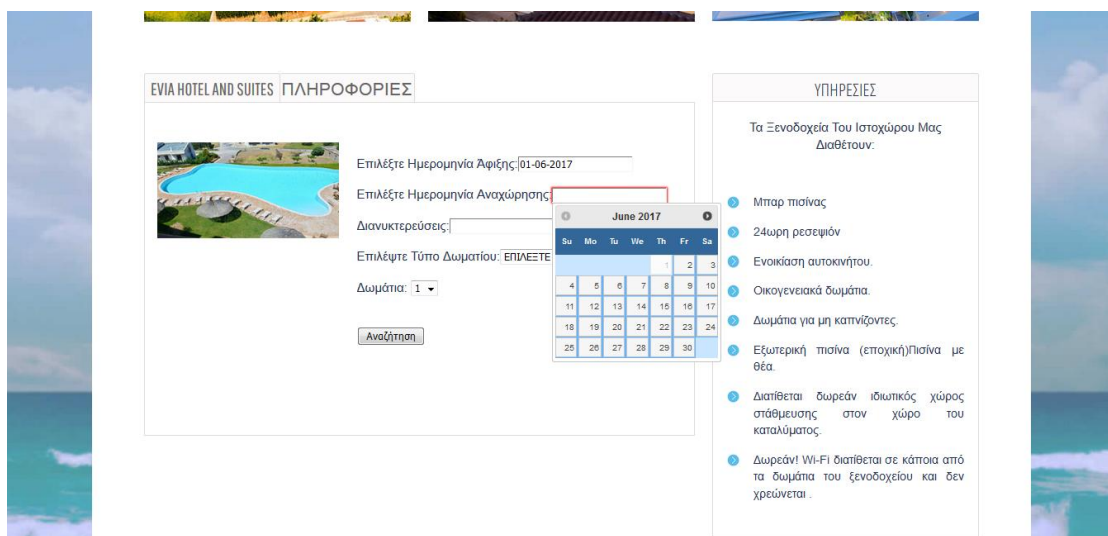 EVIA HOTEL AND SUITES ΠΛΗΡΟΦΟΡΙΕΣ
Επιλέξτε Ημερομηνία Άφιξης: 01-06-2017
Επιλέξτε Ημερομηνία Αναχώρησης:
Διανυκτερεύσεις:
Επιλέψτε Τύπο Δωματίου: ΕΠΙΛΕΞΤΕ
Δωμάτια: 1
Αναζήτηση
June 2017
Su Mo Tu We Th Fr Sa
1 2 3
4 5 6 7 8 9 10
11 12 13 14 15 16 17
18 19 20 21 22 23 24
25 26 27 28 29 30
ΥΠΗΡΕΣΙΕΣ
Τα Ξενοδοχεία Του Ιστοχώρου Μας
Διαθέτουν:
Μπαρ πισίνας
24ωρη ρεσεψιόν
Ενοικίαση αυτοκινήτου.
Οικογενειακά δωμάτια.
Δωμάτια για μη καπνίζοντες.
Εξωτερική πισίνα (εποχική)Πισίνα με
θέα.
Διατίθεται δωρεάν ιδιωτικός χώρος
στάθμευσης στον χώρο του
καταλύματος.
Δωρεάν! Wi-Fi διατίθεται σε κάποια από
τα δωμάτια του ξενοδοχείου και δεν
χρεώνεται .